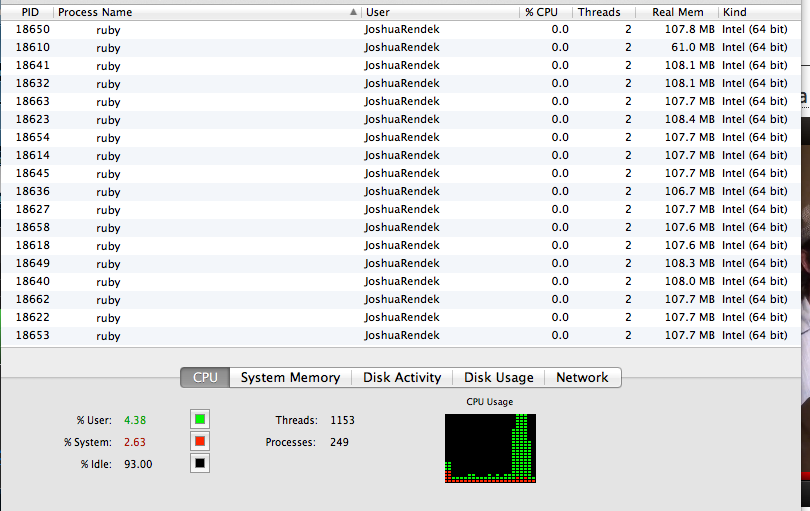 PID Process Name User % CPU Threads Real Mem Kind
18650 ruby JoshuaRendek 0.0 2 107.8 MB Intel (64 bit)
18610 ruby JoshuaRendek 0.0 2 61.0 MB Intel (64 bit)
18641 ruby JoshuaRendek 0.0 2 108.1 MB Intel (64 bit)
18632 ruby JoshuaRendek 0.0 2 108.1 MB Intel (64 bit)
18663 ruby JoshuaRendek 0.0 2 107.7 MB Intel (64 bit)
18623 ruby JoshuaRendek 0.0 2 108.4 MB Intel (64 bit)
18654 ruby JoshuaRendek 0.0 2 107.7 MB Intel (64 bit)
18614 ruby JoshuaRendek 0.0 2 107.7 MB Intel (64 bit)
18645 ruby JoshuaRendek 0.0 2 107.7 MB Intel (64 bit)
18636 ruby JoshuaRendek 0.0 2 106.7 MB Intel (64 bit)
18627 ruby JoshuaRendek 0.0 2 107.7 MB Intel (64 bit)
18658 ruby JoshuaRendek 0.0 2 107.6 MB Intel (64 bit)
18618 ruby JoshuaRendek 0.0 2 107.6 MB Intel (64 bit)
18649 ruby JoshuaRendek 0.0 2 108.3 MB Intel (64 bit)
18640 ruby JoshuaRendek 0.0 2 108.0 MB Intel (64 bit)
18662 ruby JoshuaRendek 0.0 2 107.7 MB Intel (64 bit)
18622 ruby JoshuaRendek 0.0 2 107.7 MB Intel (64 bit)
18653 ruby JoshuaRendek 0.0 2 107.7 MB Intel (64 bit)
CPU System Memory Disk Activity Disk Usage Network
CPU Usage
% User: 4.38 Threads: 1153
% System: 2.63 Processes: 249
% Idle: 93.00